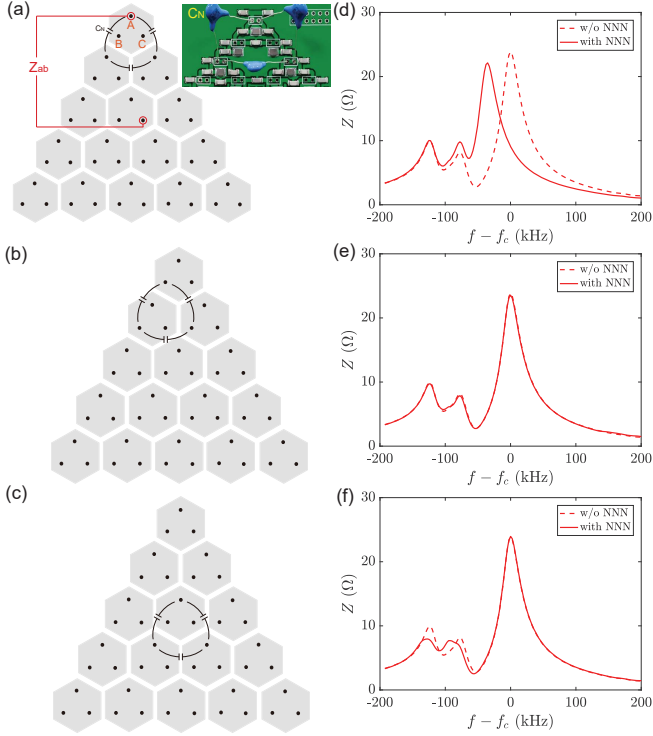 (a)
A
C_N
B C
Z_ab
C_N
(b)
(c)
(d)
30
20
10
0
Z (Ω)
w/o NNN
with NNN
-200 -100 0 100 200
f − f_c (kHz)
(e)
30
20
10
0
Z (Ω)
w/o NNN
with NNN
-200 -100 0 100 200
f − f_c (kHz)
(f)
30
20
10
0
Z (Ω)
w/o NNN
with NNN
-200 -100 0 100 200
f − f_c (kHz)